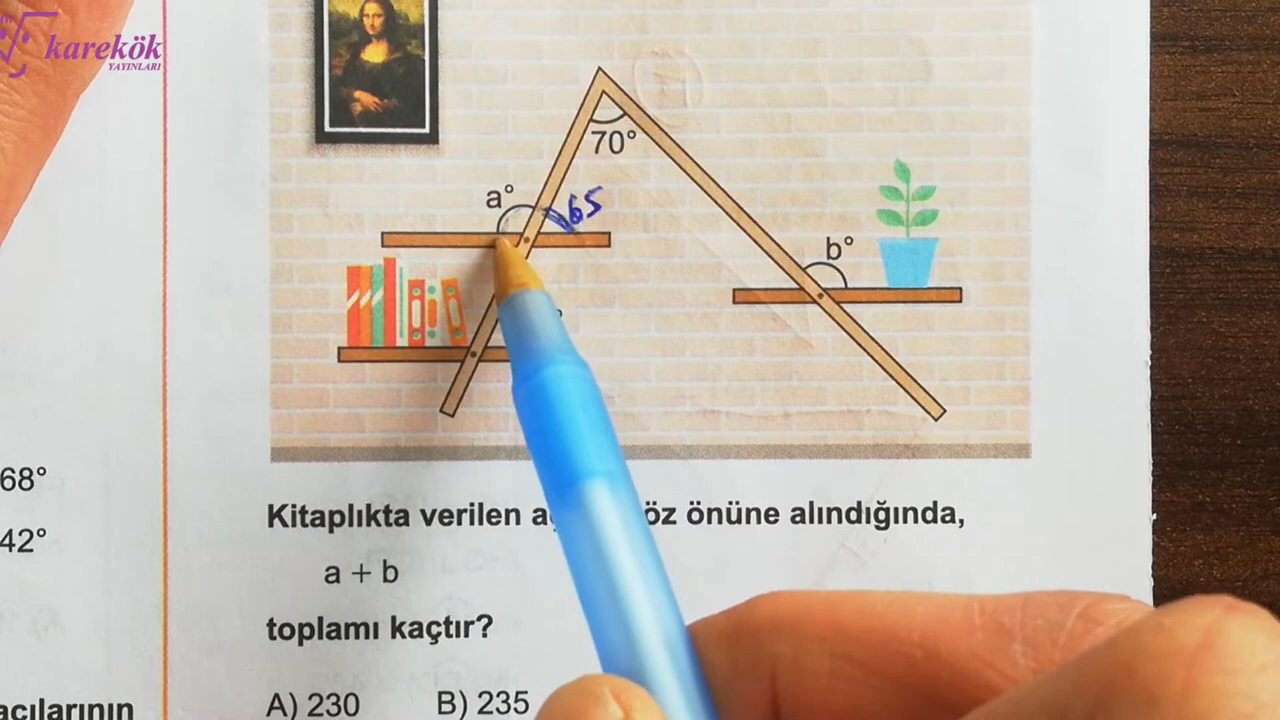 karekök
YAYINLARI
70°
a°
65
b°
68°
42°
Kitaplıkta verilen öz önüne alındığında,
a + b
toplamı kaçtır?
A) 230 B) 235
açılarının